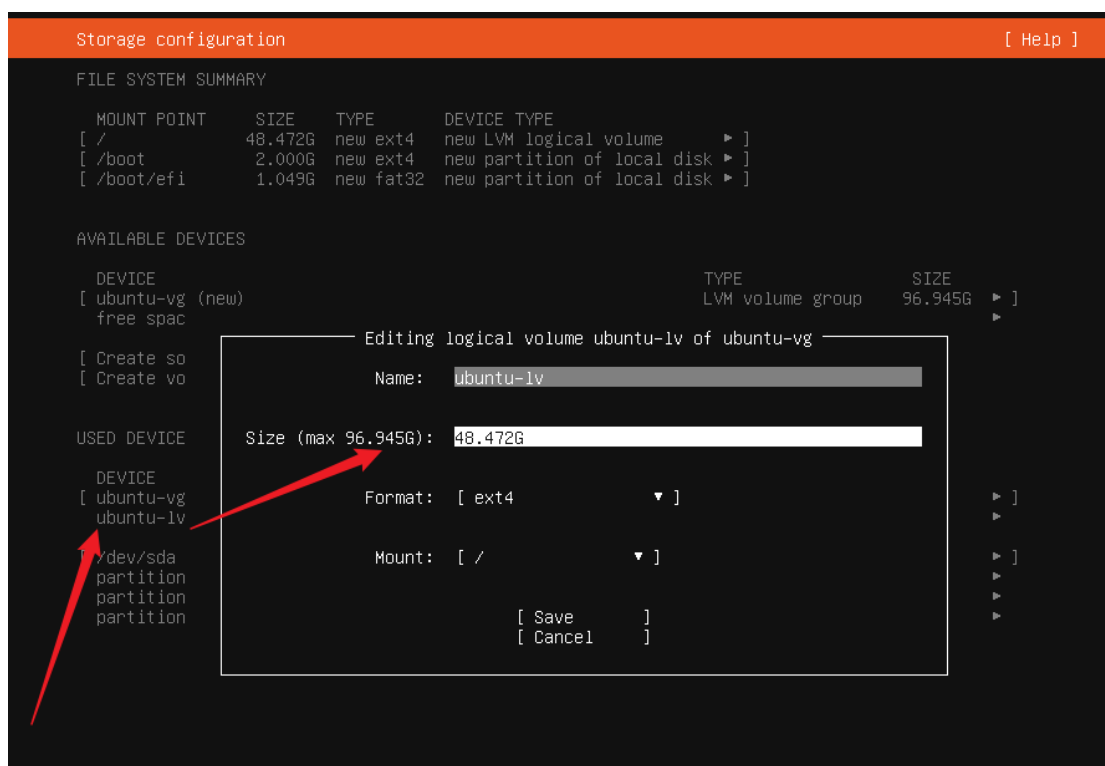 Storage configuration [ Help ]
FILE SYSTEM SUMMARY
MOUNT POINT SIZE TYPE DEVICE TYPE
[ / 48.472G new ext4 new LVM logical volume ▸ ]
[ /boot 2.000G new ext4 new partition of local disk ▸ ]
[ /boot/efi 1.049G new fat32 new partition of local disk ▸ ]
AVAILABLE DEVICES
DEVICE TYPE SIZE
[ ubuntu-vg (new) LVM volume group 96.945G ▸ ]
free spac ▸
Editing logical volume ubuntu-lv of ubuntu-vg
[ Create so
[ Create vo
Name: ubuntu-lv
USED DEVICE
Size (max 96.945G): 48.472G
DEVICE
[ ubuntu-vg ▸ ]
Format: [ ext4 ▾ ]
ubuntu-lv ▸
[ /dev/sda ▸ ]
Mount: [ / ▾ ]
partition ▸
partition ▸
partition ▸
[ Save ]
[ Cancel ]